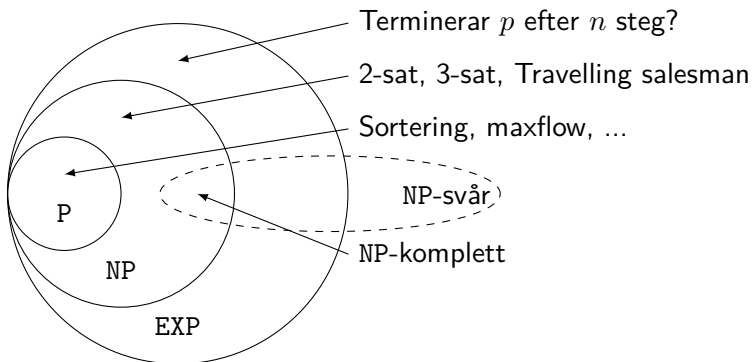 Terminerar p efter n steg?
2-sat, 3-sat, Travelling salesman
Sortering, maxflow, ...
NP-svår
P
NP-komplett
NP
EXP